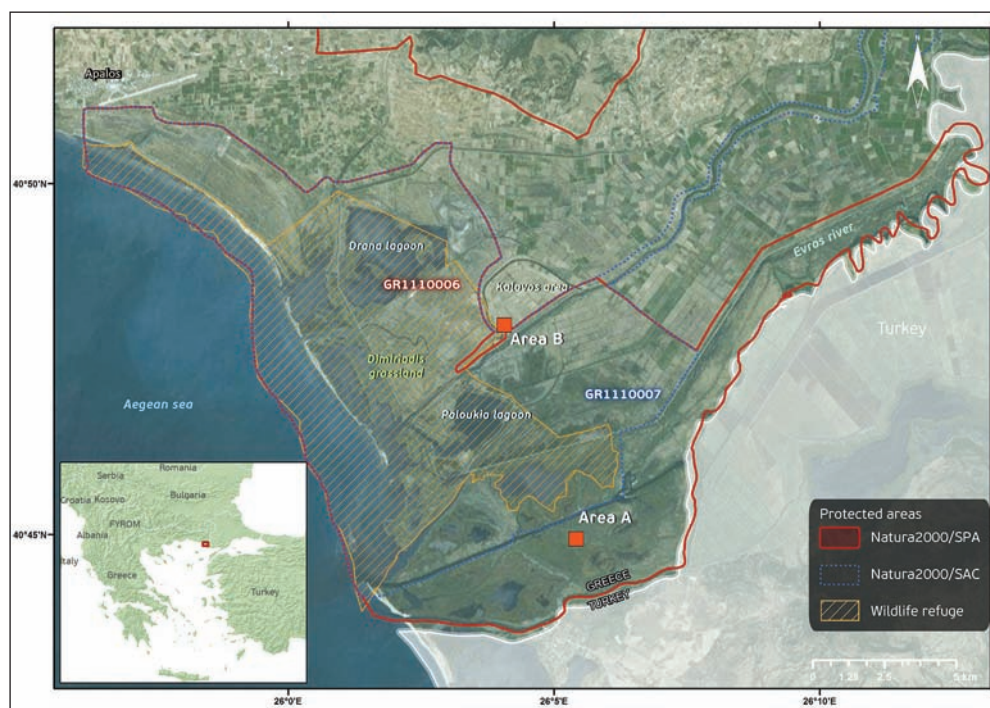 N
Apalos
40°50'N
Drana lagoon
GR1110006
Kolovos area
Evros river
Turkey
Area B
Dimitriadis
grassland
GR1110007
Paloukia lagoon
Aegean sea
Area A
40°45'N
GREECE
TURKEY
Romania
Serbia
Croatia
Kosovo
Bulgaria
FYROM
Albania
Italy
Greece
Turkey
Protected areas
Natura2000/SPA
Natura2000/SAC
Wildlife refuge
0 1.25 2.5 5 km
26°0'E
26°5'E
26°10'E